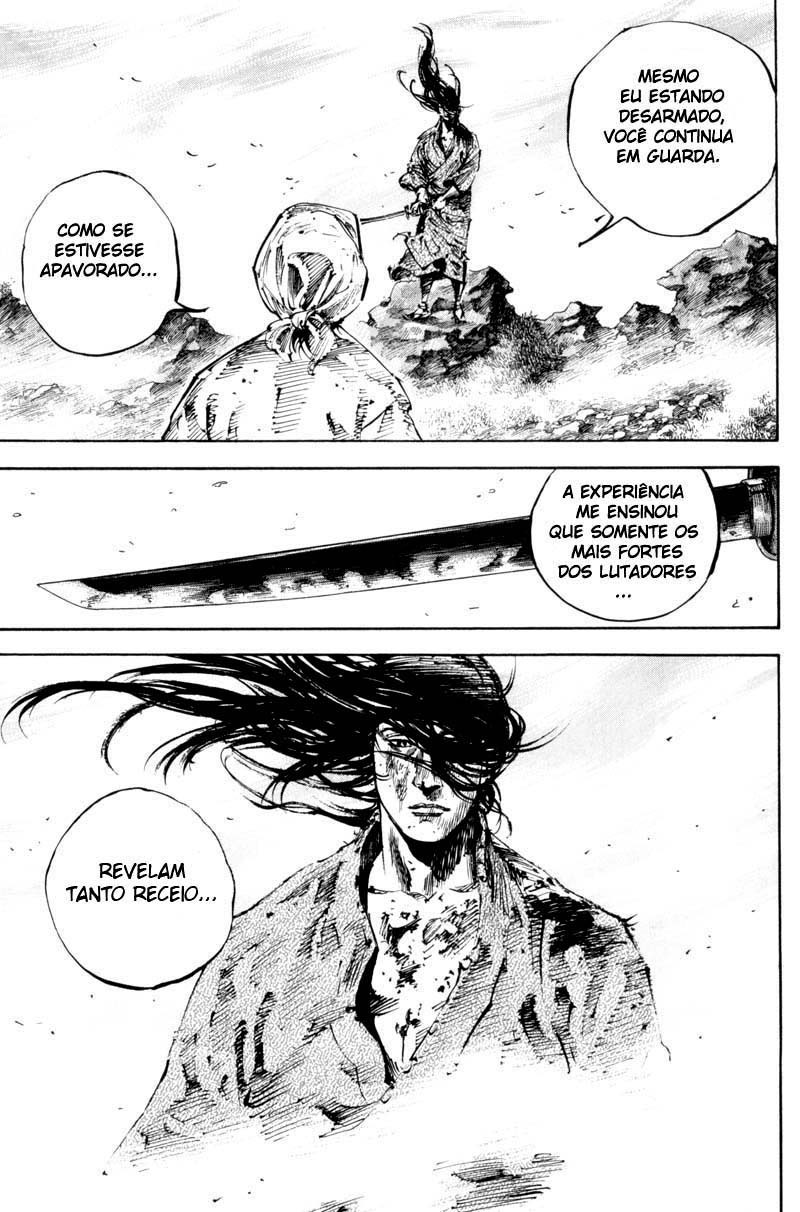 MESMO
EU ESTANDO
DESARMADO,
VOCÊ CONTINUA
EM GUARDA.
COMO SE
ESTIVESSE
APAVORADO...
A EXPERIÊNCIA
ME ENSINOU
QUE SOMENTE OS
MAIS FORTES
DOS LUTADORES
...
REVELAM
TANTO RECEIO...